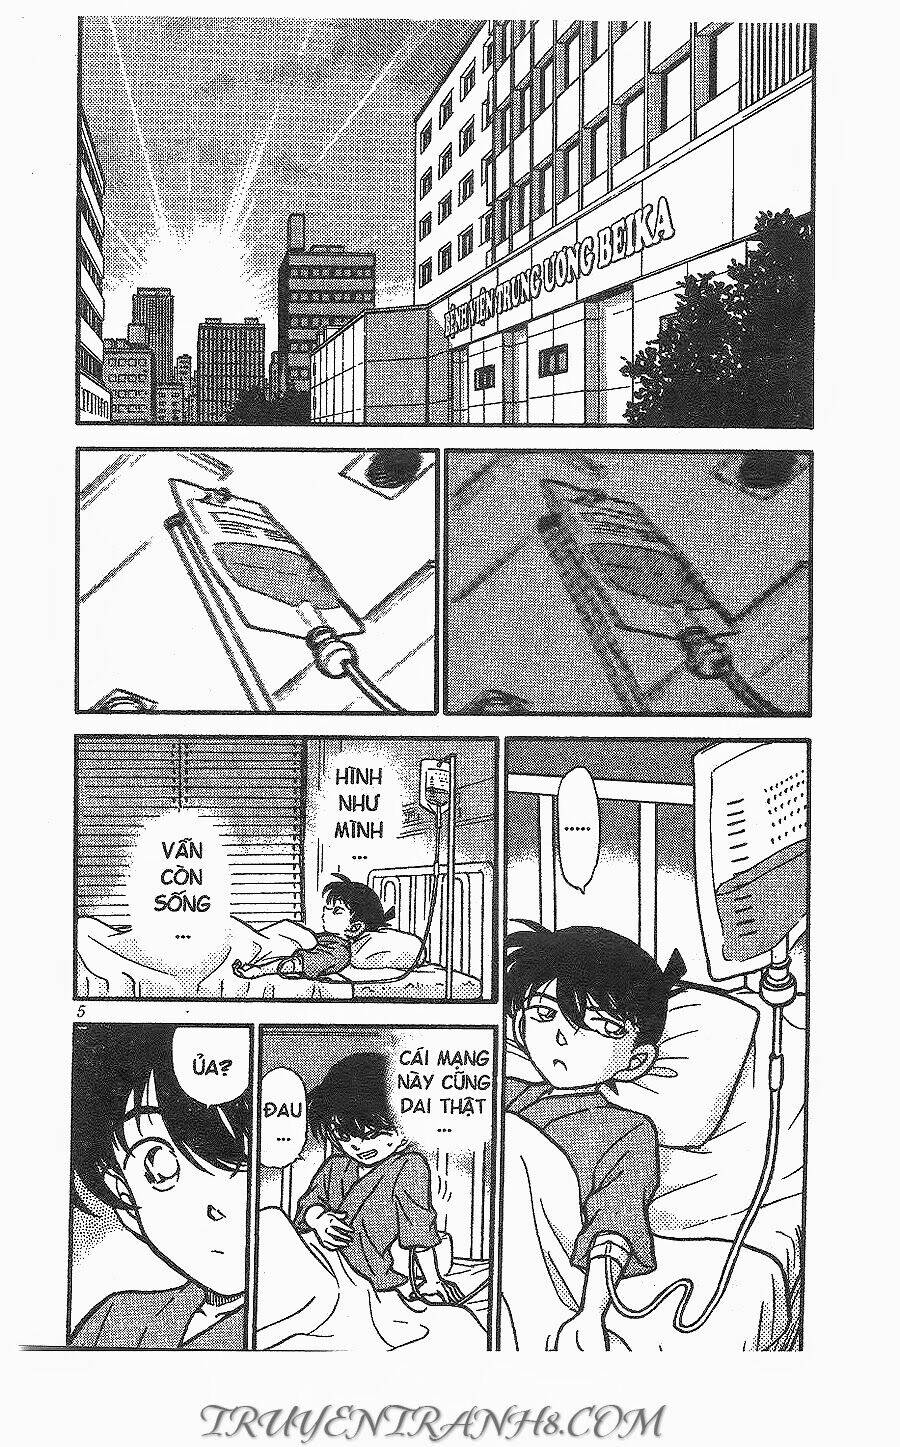 BỆNH VIỆN TRUNG ƯƠNG BEIKA
......
HÌNH
NHƯ
MÌNH
...
VẪN
CÒN
SỐNG
...
5
CÁI MẠNG
NÀY CŨNG
DAI THẬT
...
ĐAU
...
ỦA?
TRUYENTRANH8.COM